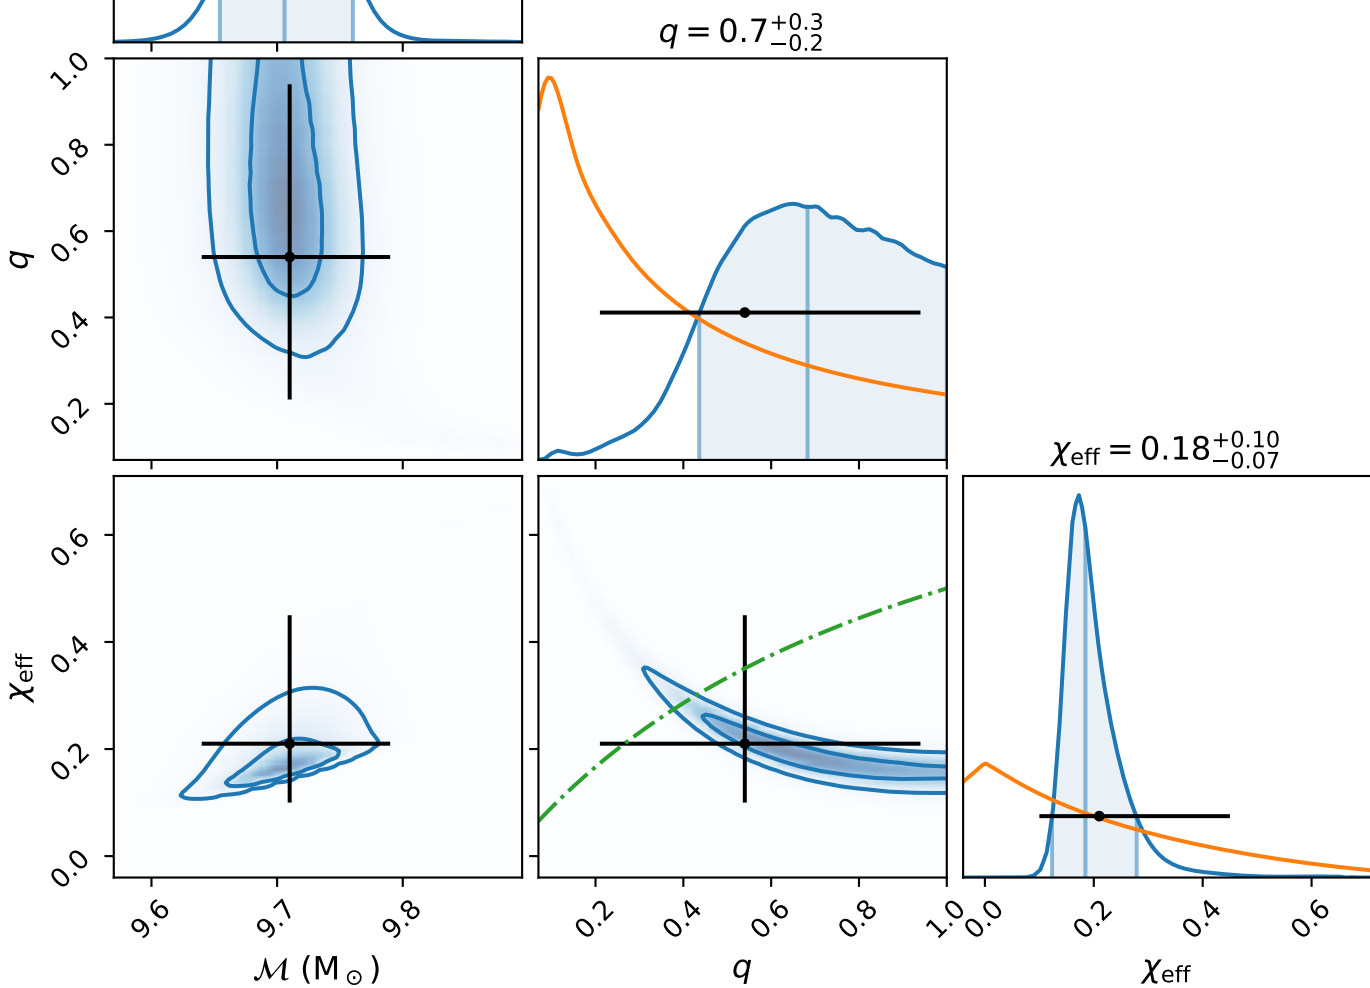 q = 0.7^{+0.3}_{−0.2}
1.0
0.8
0.6
0.4
0.2
q
χ_eff = 0.18^{+0.10}_{−0.07}
0.6
0.4
0.2
0.0
χ_eff
9.6 9.7 9.8 0.2 0.4 0.6 0.8 1.0 0.0 0.2 0.4 0.6
ℳ (M_⊙) q χ_eff